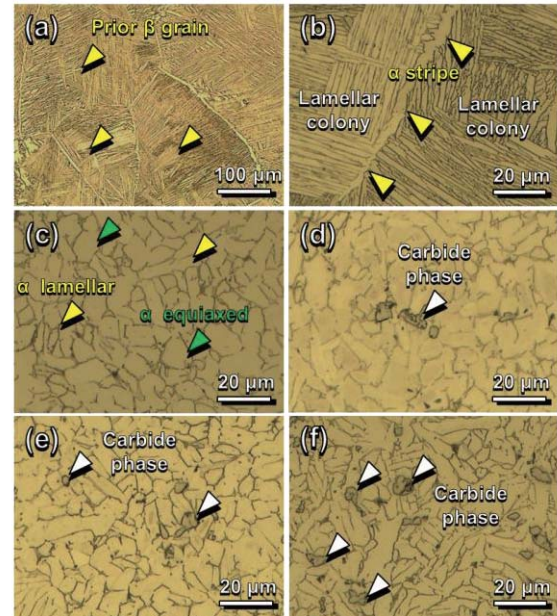 (a)
Prior β grain
100 μm
(b)
α stripe
Lamellar
colony
Lamellar
colony
20 μm
(c)
α lamellar
α equiaxed
20 μm
(d)
Carbide
phase
20 μm
(e)
Carbide
phase
20 μm
(f)
Carbide
phase
20 μm